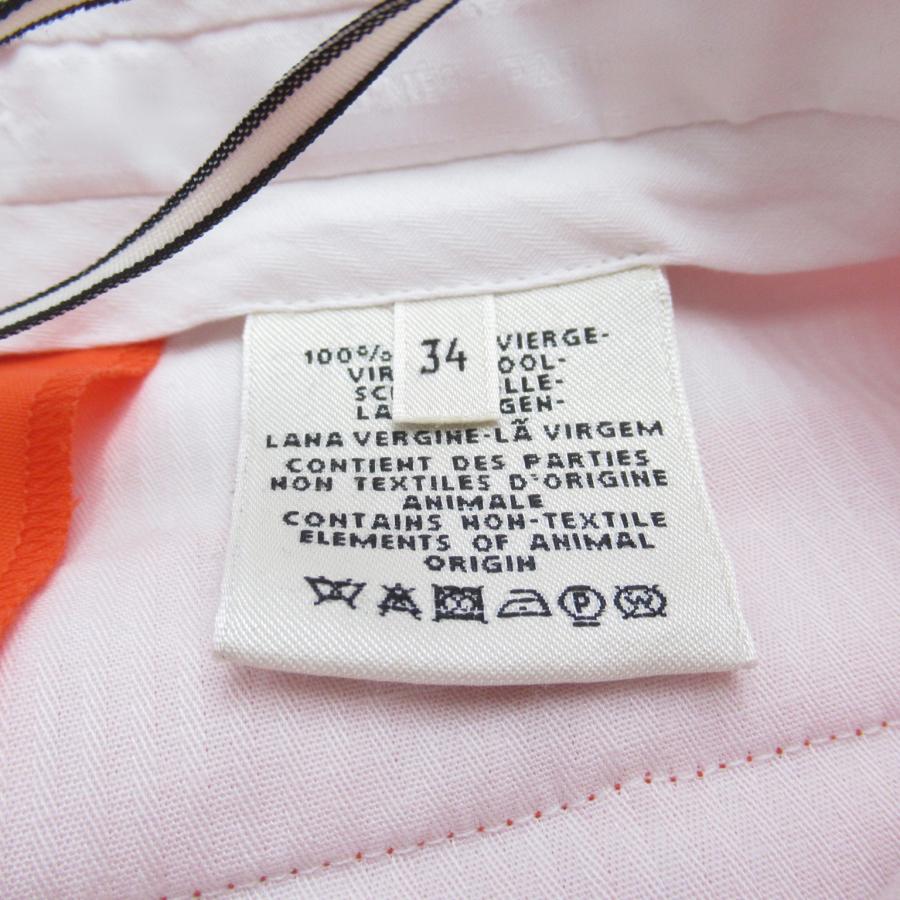 100% VIERGE-
34
LANA VERGINE-LÃ VIRGEM
CONTIENT DES PARTIES
NON TEXTILES D'ORIGINE
ANIMALE
CONTAINS NON-TEXTILE
ELEMENTS OF ANIMAL
ORIGIN
P
W